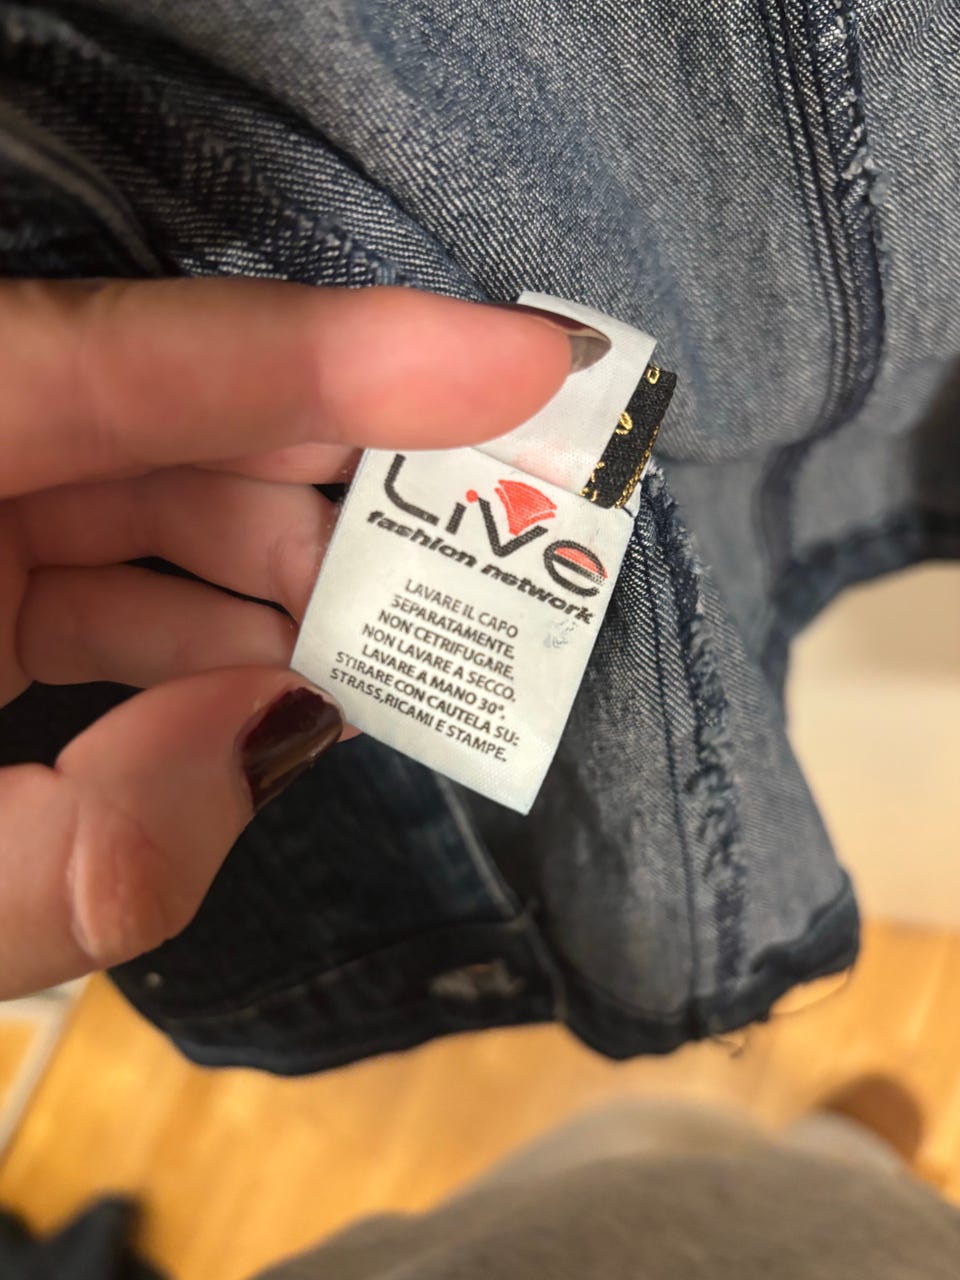 Live
fashion network
LAVARE IL CAPO
SEPARATAMENTE.
NON CETRIFUGARE.
NON LAVARE A SECCO.
LAVARE A MANO 30°.
STIRARE CON CAUTELA SU:
STRASS,RICAMI E STAMPE.